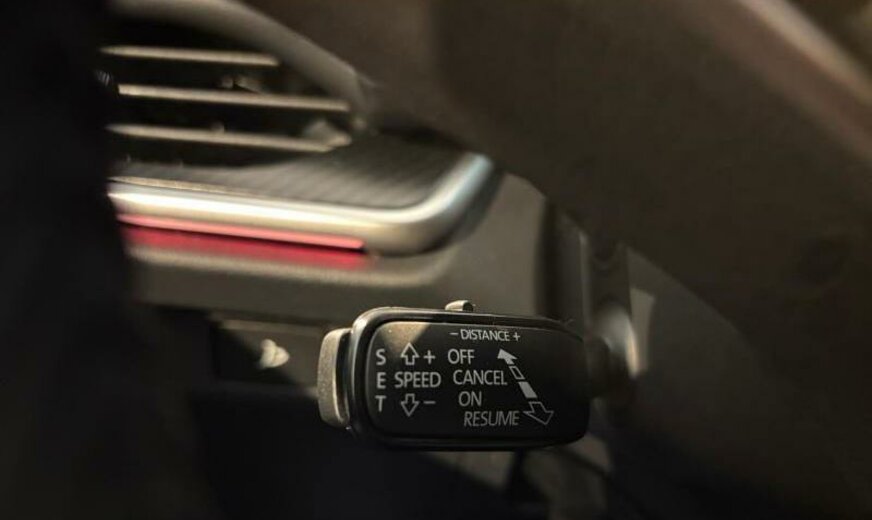 - DISTANCE +
S + OFF
E SPEED CANCEL
T - ON
RESUME